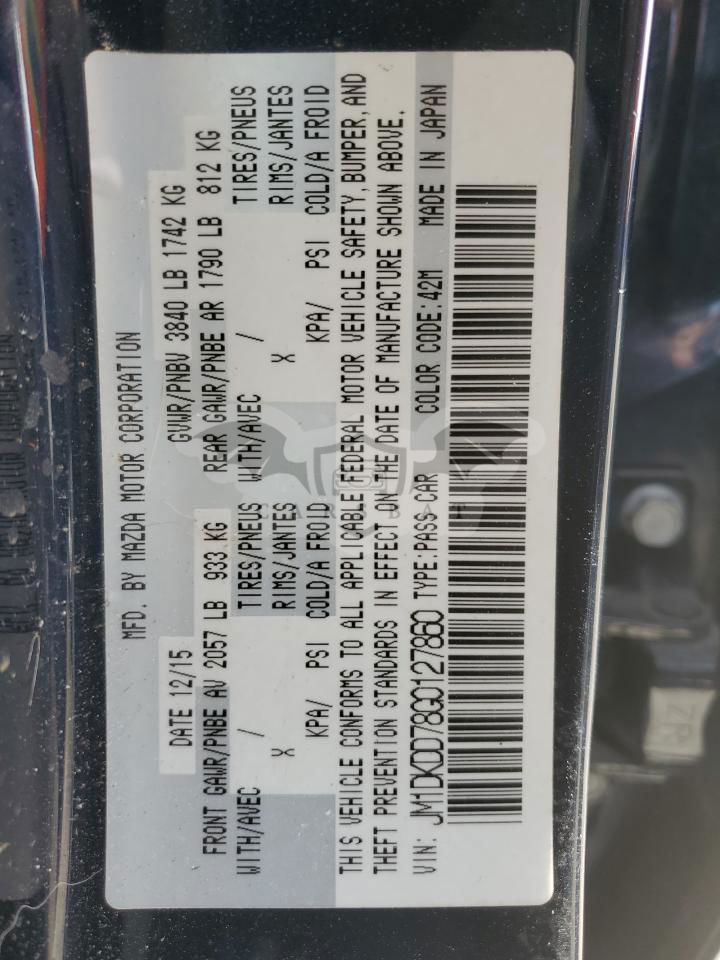 MFD. BY MAZDA MOTOR CORPORATION
DATE 12/15 GVWR/PNBV 3840 LB 1742 KG
FRONT GAWR/PNBE AV 2057 LB 933 KG REAR GAWR/PNBE AR 1790 LB 812 KG
WITH/AVEC / TIRES/PNEUS WITH/AVEC / TIRES/PNEUS
X RIMS/JANTES X RIMS/JANTES
KPA/ PSI COLD/A FROID KPA/ PSI COLD/A FROID
THIS VEHICLE CONFORMS TO ALL APPLICABLE FEDERAL MOTOR VEHICLE SAFETY, BUMPER, AND
THEFT PREVENTION STANDARDS IN EFFECT ON THE DATE OF MANUFACTURE SHOWN ABOVE.
VIN: JM1DKDD78G0127860 TYPE:PASS CAR COLOR CODE:42M MADE IN JAPAN
CARSBAT
ZR